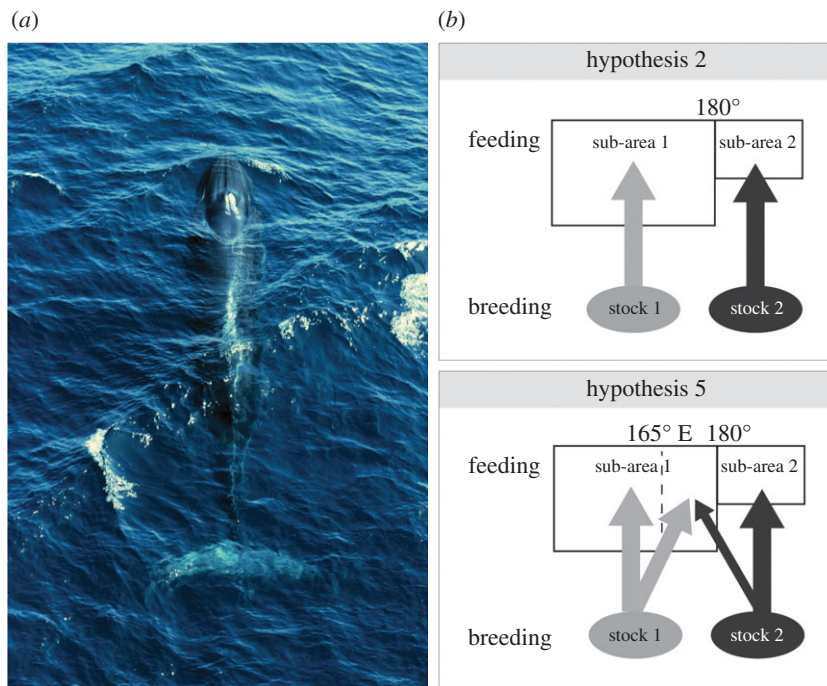 (a)
(b)
hypothesis 2
180°
feeding
sub-area 1
sub-area 2
breeding
stock 1
stock 2
hypothesis 5
165° E 180°
feeding
sub-area 1
sub-area 2
breeding
stock 1
stock 2